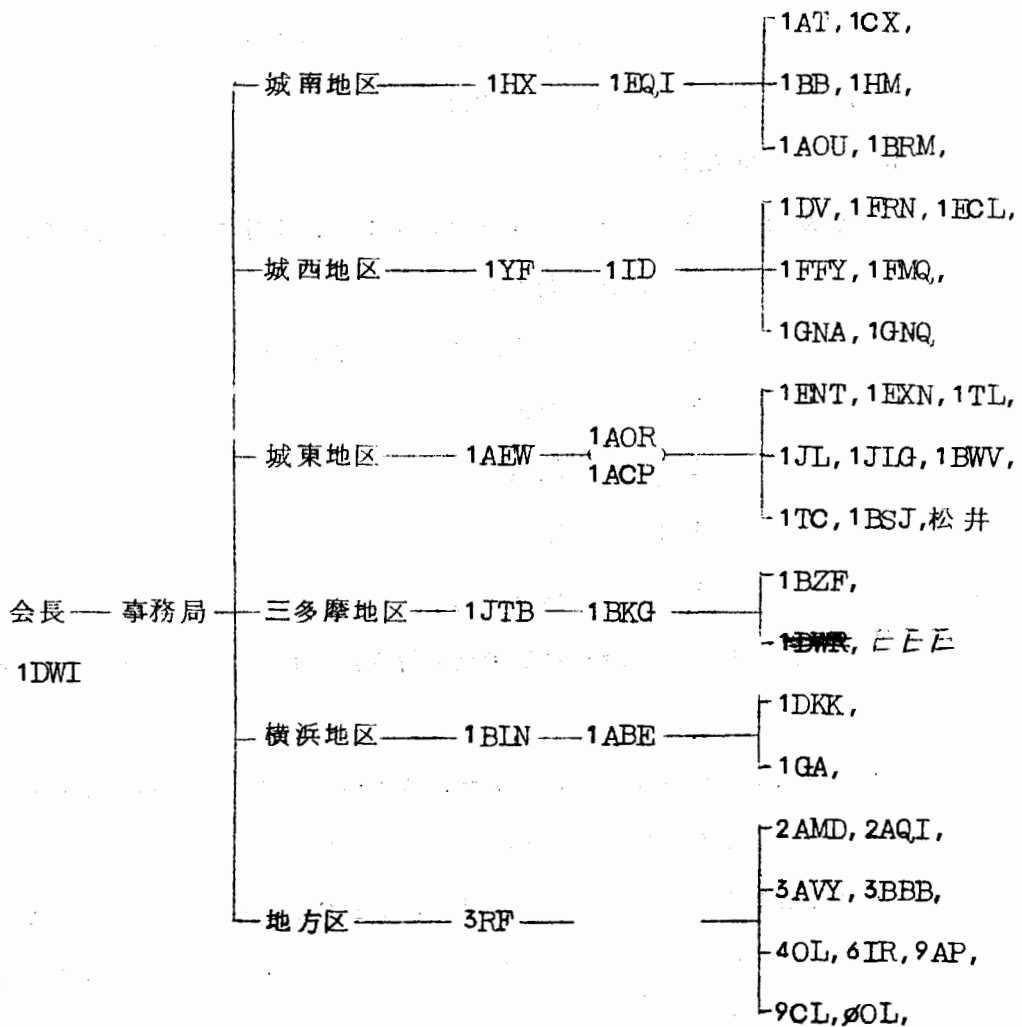 1AT, 1CX,
城南地区 1HX 1EQI 1BB, 1HM,
1AOU, 1BRM,
1DV, 1FRN, 1ECL,
城西地区 1YF 1ID 1FFY, 1FMQ,
1GNA, 1GNQ
1ENT, 1EXN, 1TL,
城東地区 1AEW 1AOR 1ACP 1JL, 1JLG, 1BWV,
1TC, 1BSJ, 松井
1BZF,
会長 事務局 三多摩地区 1JTB 1BKG
1DWR,
1DWI
1DKK,
横浜地区 1BIN 1ABE
1GA,
2AMD, 2AQI,
3AVY, 3BBB,
地方区 3RF
4OL, 6IR, 9AP,
9CL, øOL,